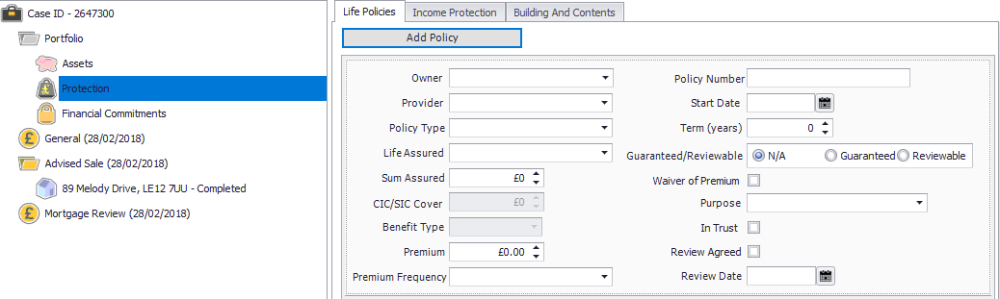 Case ID - 2647300
Portfolio
Assets
Protection
Financial Commitments
General (28/02/2018)
Advised Sale (28/02/2018)
89 Melody Drive, LE12 7UU - Completed
Mortgage Review (28/02/2018)
Life Policies Income Protection Building And Contents
Add Policy
Owner
Provider
Policy Type
Life Assured
Sum Assured £0
CIC/SIC Cover £0
Benefit Type
Premium £0.00
Premium Frequency
Policy Number
Start Date
Term (years) 0
Guaranteed/Reviewable N/A Guaranteed Reviewable
Waiver of Premium
Purpose
In Trust
Review Agreed
Review Date